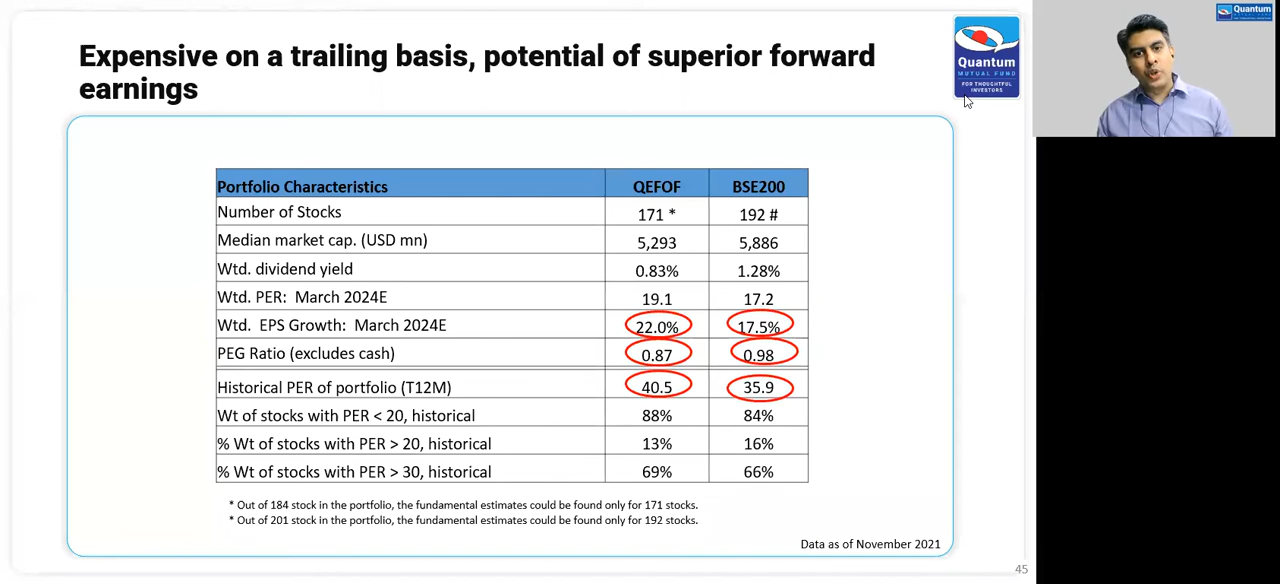 Expensive on a trailing basis, potential of superior forward
earnings
Quantum
MUTUAL FUND
FOR THOUGHTFUL
INVESTORS
Quantum
MUTUAL FUND
Portfolio Characteristics QEFOF BSE200
Number of Stocks 171 * 192 #
Median market cap. (USD mn) 5,293 5,886
Wtd. dividend yield 0.83% 1.28%
Wtd. PER: March 2024E 19.1 17.2
Wtd. EPS Growth: March 2024E 22.0% 17.5%
PEG Ratio (excludes cash) 0.87 0.98
Historical PER of portfolio (T12M) 40.5 35.9
Wt of stocks with PER < 20, historical 88% 84%
% Wt of stocks with PER > 20, historical 13% 16%
% Wt of stocks with PER > 30, historical 69% 66%
* Out of 184 stock in the portfolio, the fundamental estimates could be found only for 171 stocks.
* Out of 201 stock in the portfolio, the fundamental estimates could be found only for 192 stocks.
Data as of November 2021
45